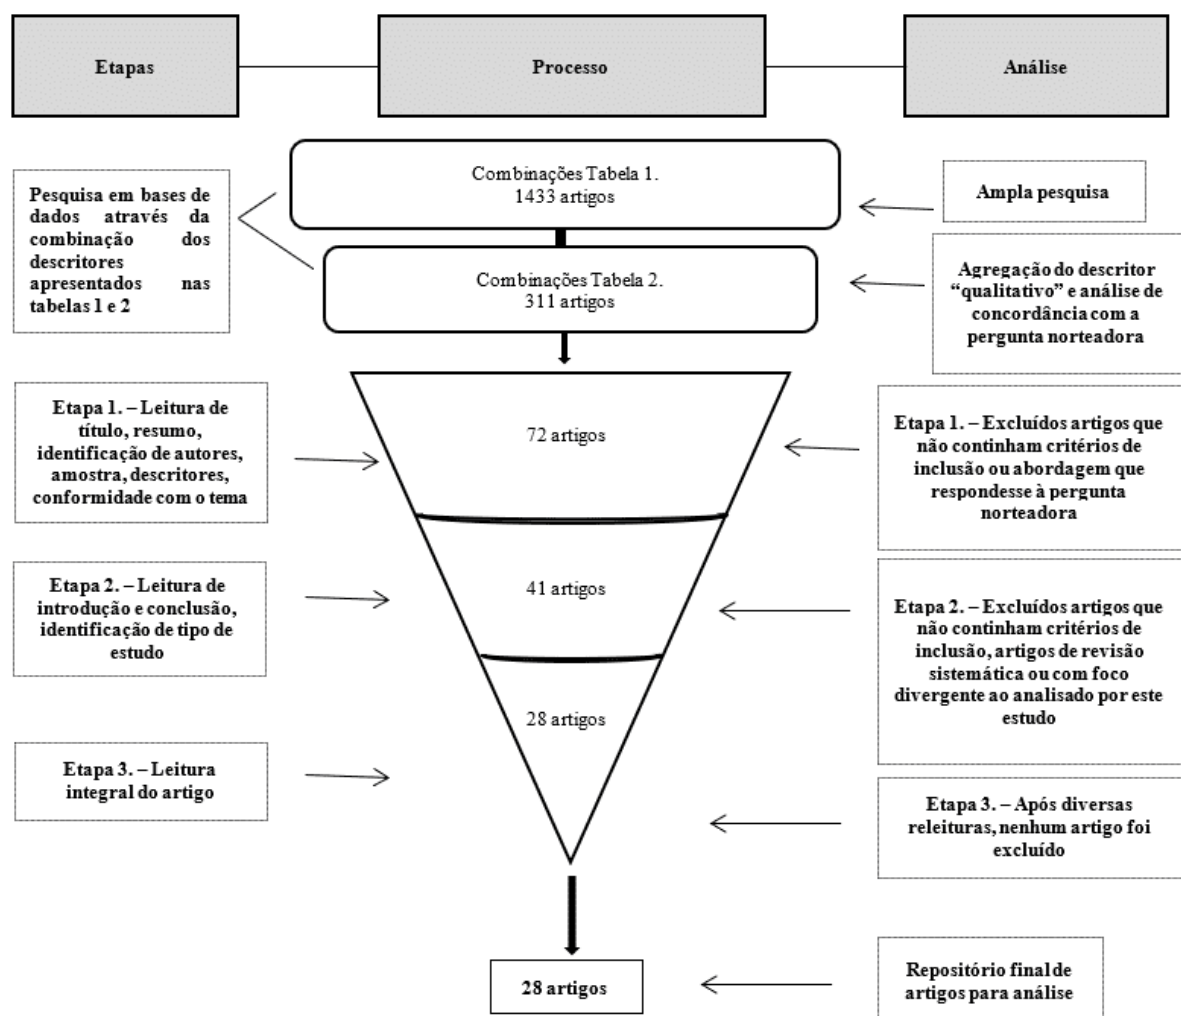 Etapas
Processo
Análise
Combinações Tabela 1.
1433 artigos
Pesquisa em bases de
dados através da
combinação dos
descritores
apresentados nas
tabelas 1 e 2
Ampla pesquisa
Combinações Tabela 2.
311 artigos
Agregação do descritor
“qualitativo” e análise de
concordância com a
pergunta norteadora
Etapa 1. – Leitura de
título, resumo,
identificação de autores,
amostra, descritores,
conformidade com o tema
72 artigos
Etapa 1. – Excluídos artigos que
não continham critérios de
inclusão ou abordagem que
respondesse à pergunta
norteadora
Etapa 2. – Leitura de
introdução e conclusão,
identificação de tipo de
estudo
41 artigos
Etapa 2. – Excluídos artigos que
não continham critérios de
inclusão, artigos de revisão
sistemática ou com foco
divergente ao analisado por este
estudo
28 artigos
Etapa 3. – Leitura
integral do artigo
Etapa 3. – Após diversas
releituras, nenhum artigo foi
excluído
28 artigos
Repositório final de
artigos para análise